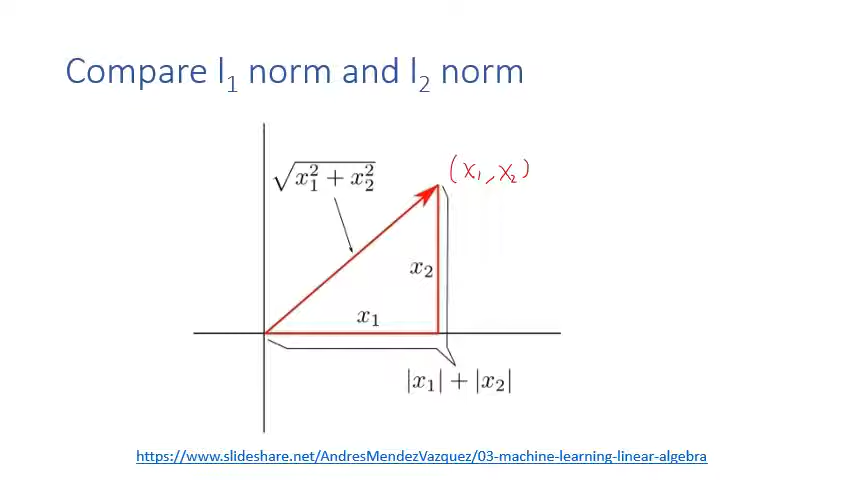 Compare l₁ norm and l₂ norm
√x₁² + x₂²
(x₁, x₂)
x₂
x₁
|x₁| + |x₂|
https://www.slideshare.net/AndresMendezVazquez/03-machine-learning-linear-algebra